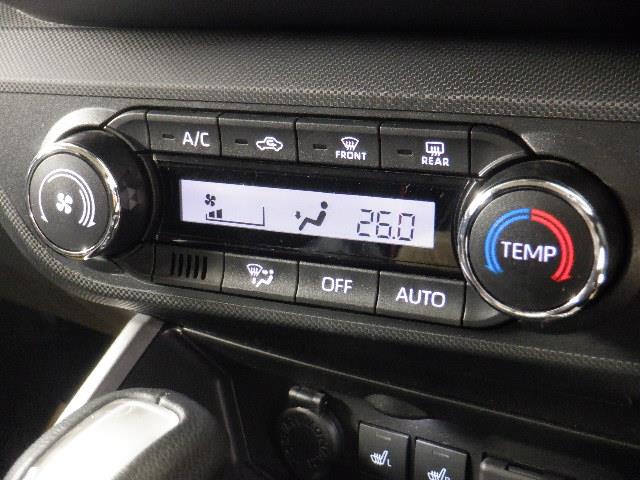 A/C
FRONT
REAR
26.0
TEMP
OFF
AUTO
L
R